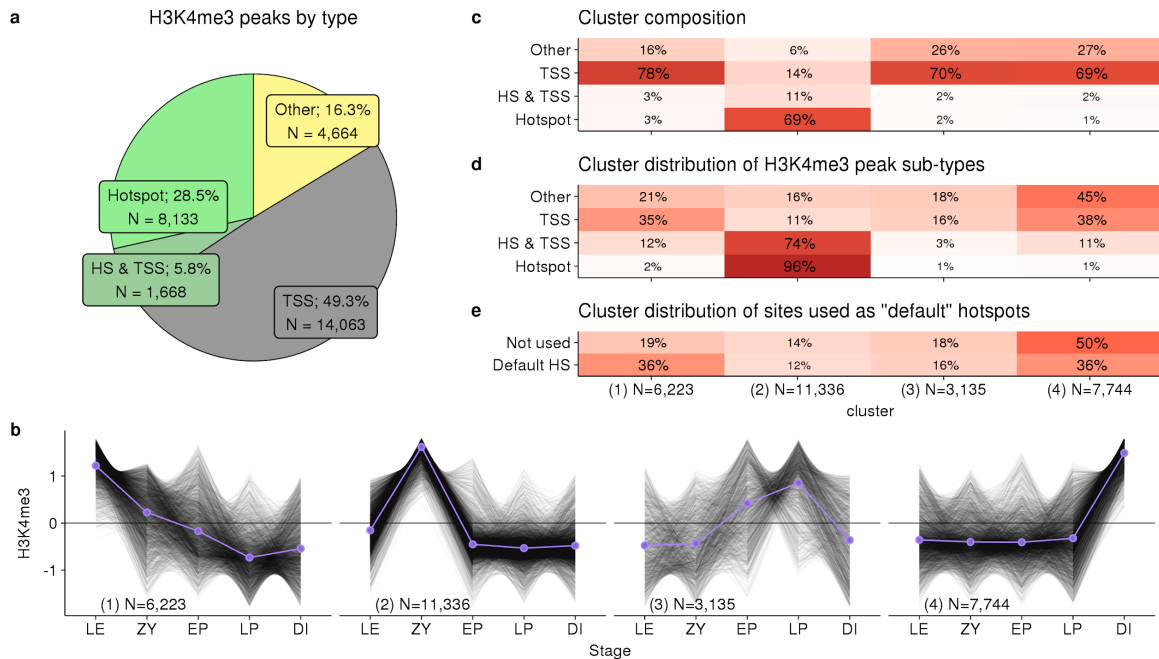 a
H3K4me3 peaks by type
Other; 16.3%
N = 4,664
Hotspot; 28.5%
N = 8,133
HS & TSS; 5.8%
N = 1,668
TSS; 49.3%
N = 14,063
c Cluster composition
Other 16% 6% 26% 27%
TSS 78% 14% 70% 69%
HS & TSS 3% 11% 2% 2%
Hotspot 3% 69% 2% 1%
d Cluster distribution of H3K4me3 peak sub-types
Other 21% 16% 18% 45%
TSS 35% 11% 16% 38%
HS & TSS 12% 74% 3% 11%
Hotspot 2% 96% 1% 1%
e Cluster distribution of sites used as "default" hotspots
Not used 19% 14% 18% 50%
Default HS 36% 12% 16% 36%
(1) N=6,223 (2) N=11,336 (3) N=3,135 (4) N=7,744
cluster
b
H3K4me3
1
0
-1
(1) N=6,223 (2) N=11,336 (3) N=3,135 (4) N=7,744
LE ZY EP LP DI LE ZY EP LP DI LE ZY EP LP DI LE ZY EP LP DI
Stage